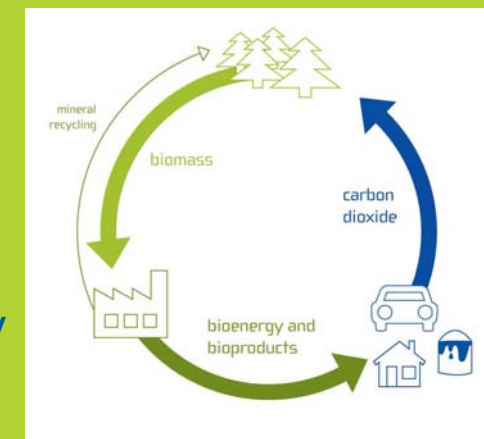 mineral
recycling
biomass
carbon
dioxide
bioenergy and
bioproducts
y